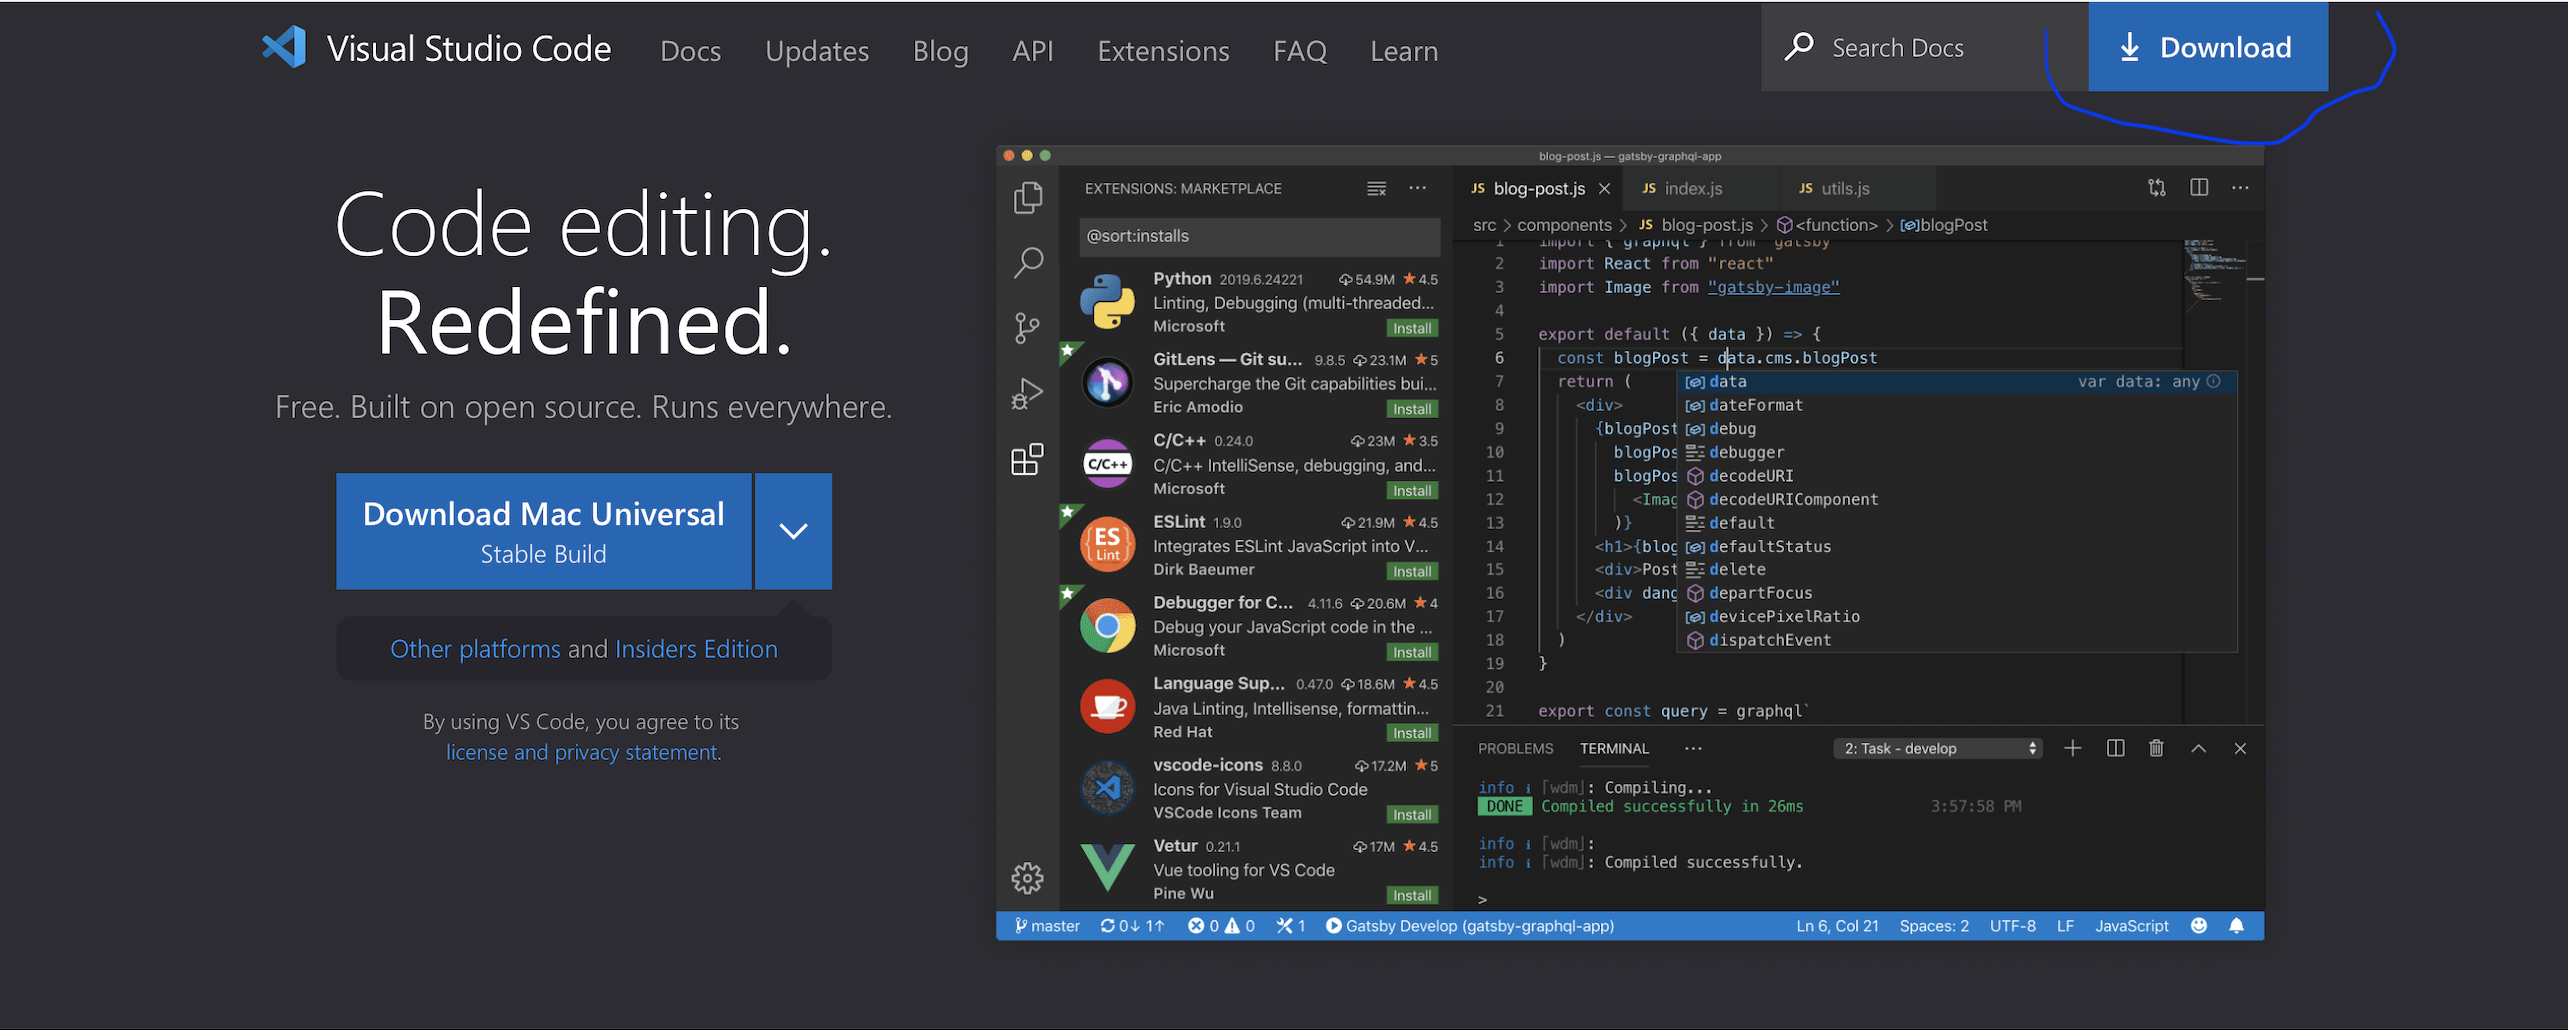 Visual Studio Code Docs Updates Blog API Extensions FAQ Learn Search Docs Download
Code editing.
Redefined.
Free. Built on open source. Runs everywhere.
Download Mac Universal
Stable Build
Other platforms and Insiders Edition
By using VS Code, you agree to its
license and privacy statement.
blog-post.js — gatsby-graphql-app
EXTENSIONS: MARKETPLACE ···
@sort:installs
Python 2019.6.24221 54.9M ★ 4.5
Linting, Debugging (multi-threaded...
Microsoft Install
GitLens — Git su... 9.8.5 23.1M ★ 5
Supercharge the Git capabilities bui...
Eric Amodio Install
C/C++
C/C++ 0.24.0 23M ★ 3.5
C/C++ IntelliSense, debugging, and...
Microsoft Install
ES
Lint
ESLint 1.9.0 21.9M ★ 4.5
Integrates ESLint JavaScript into V...
Dirk Baeumer Install
Debugger for C... 4.11.6 20.6M ★ 4
Debug your JavaScript code in the ...
Microsoft Install
Language Sup... 0.47.0 18.6M ★ 4.5
Java Linting, Intellisense, formattin...
Red Hat Install
vscode-icons 8.8.0 17.2M ★ 5
Icons for Visual Studio Code
VSCode Icons Team Install
Vetur 0.21.1 17M ★ 4.5
Vue tooling for VS Code
Pine Wu Install
JS blog-post.js × JS index.js JS utils.js ···
src > components > JS blog-post.js > <function> > blogPost
1 import { graphql } from "gatsby"
2 import React from "react"
3 import Image from "gatsby-image"
4
5 export default ({ data }) => {
6 const blogPost = data.cms.blogPost
7 return (
8 <div>
9 {blogPost
10 blogPos
11 blogPos
12 <Imag
13 )}
14 <h1>{blog
15 <div>Post
16 <div dang
17 </div>
18 )
19 }
20
21 export const query = graphql`
data var data: any
dateFormat
debug
debugger
decodeURI
decodeURIComponent
default
defaultStatus
delete
departFocus
devicePixelRatio
dispatchEvent
PROBLEMS TERMINAL ··· 2: Task - develop
info i ｢wdm｣: Compiling...
DONE Compiled successfully in 26ms 3:57:58 PM
info i ｢wdm｣:
info i ｢wdm｣: Compiled successfully.
>
master 0↓ 1↑ 0 0 1 Gatsby Develop (gatsby-graphql-app) Ln 6, Col 21 Spaces: 2 UTF-8 LF JavaScript